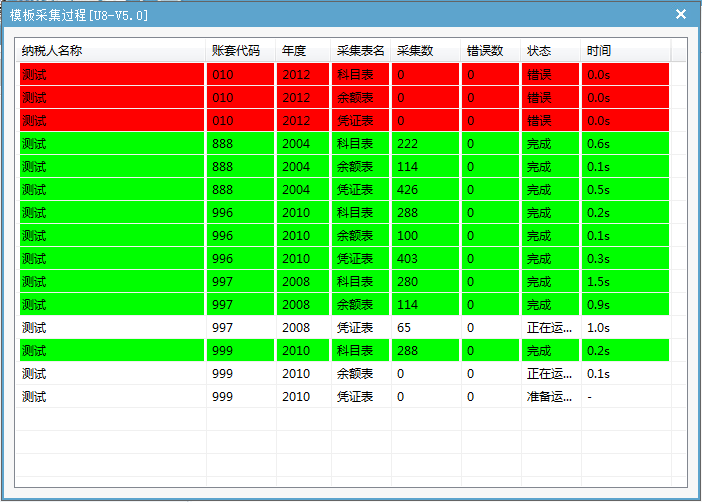 模板采集过程[U8-V5.0]
纳税人名称 账套代码 年度 采集表名 采集数 错误数 状态 时间
测试 010 2012 科目表 0 0 错误 0.0s
测试 010 2012 余额表 0 0 错误 0.0s
测试 010 2012 凭证表 0 0 错误 0.0s
测试 888 2004 科目表 222 0 完成 0.6s
测试 888 2004 余额表 114 0 完成 0.1s
测试 888 2004 凭证表 426 0 完成 0.5s
测试 996 2010 科目表 288 0 完成 0.2s
测试 996 2010 余额表 100 0 完成 0.1s
测试 996 2010 凭证表 403 0 完成 0.3s
测试 997 2008 科目表 280 0 完成 1.5s
测试 997 2008 余额表 114 0 完成 0.9s
测试 997 2008 凭证表 65 0 正在运... 1.0s
测试 999 2010 科目表 288 0 完成 0.2s
测试 999 2010 余额表 0 0 正在运... 0.1s
测试 999 2010 凭证表 0 0 准备运... -